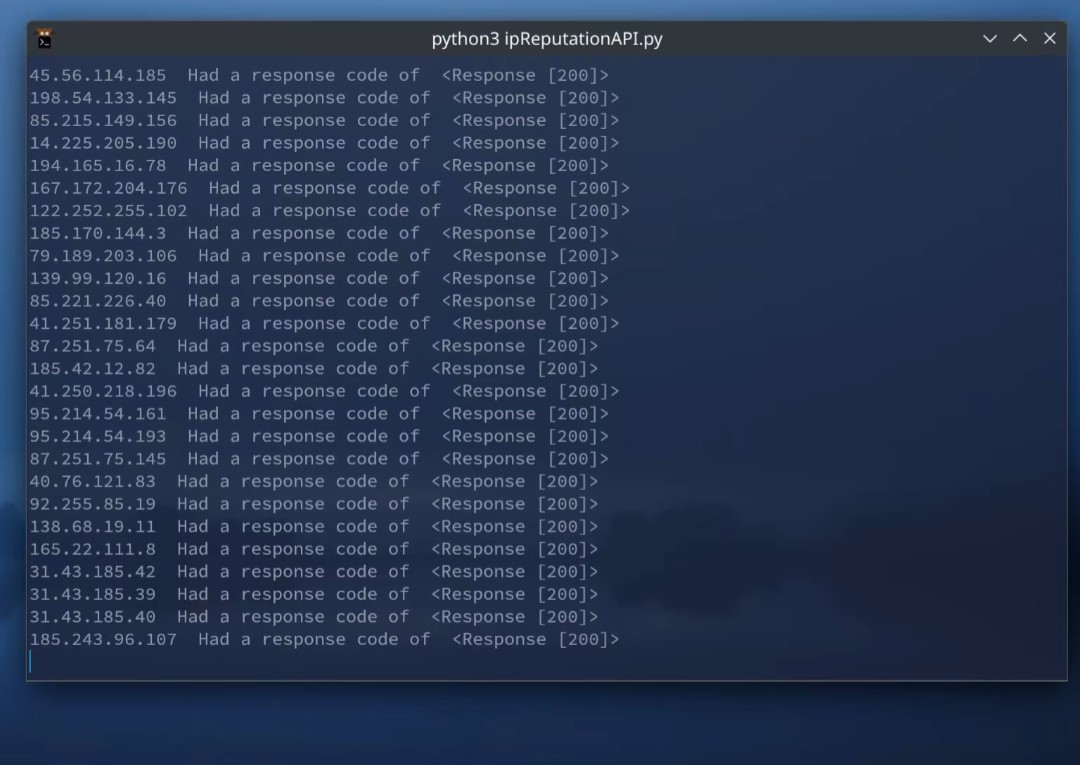 python3 ipReputationAPI.py
45.56.114.185  Had a response code of  <Response [200]>
198.54.133.145  Had a response code of  <Response [200]>
85.215.149.156  Had a response code of  <Response [200]>
14.225.205.190  Had a response code of  <Response [200]>
194.165.16.78  Had a response code of  <Response [200]>
167.172.204.176  Had a response code of  <Response [200]>
122.252.255.102  Had a response code of  <Response [200]>
185.170.144.3  Had a response code of  <Response [200]>
79.189.203.106  Had a response code of  <Response [200]>
139.99.120.16  Had a response code of  <Response [200]>
85.221.226.40  Had a response code of  <Response [200]>
41.251.181.179  Had a response code of  <Response [200]>
87.251.75.64  Had a response code of  <Response [200]>
185.42.12.82  Had a response code of  <Response [200]>
41.250.218.196  Had a response code of  <Response [200]>
95.214.54.161  Had a response code of  <Response [200]>
95.214.54.193  Had a response code of  <Response [200]>
87.251.75.145  Had a response code of  <Response [200]>
40.76.121.83  Had a response code of  <Response [200]>
92.255.85.19  Had a response code of  <Response [200]>
138.68.19.11  Had a response code of  <Response [200]>
165.22.111.8  Had a response code of  <Response [200]>
31.43.185.42  Had a response code of  <Response [200]>
31.43.185.39  Had a response code of  <Response [200]>
31.43.185.40  Had a response code of  <Response [200]>
185.243.96.107  Had a response code of  <Response [200]>